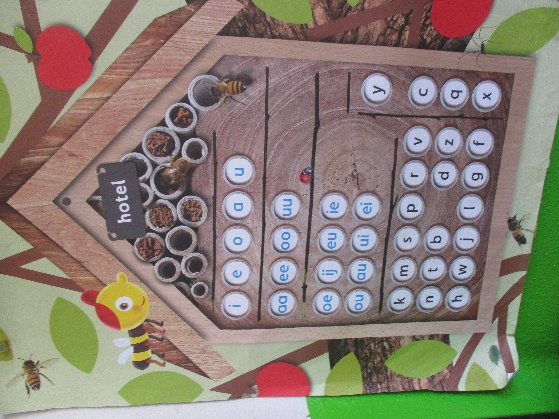 hotel
i e o a u
aa ee oo uu
oe ij eu ie
ou au ui ei y
k m s p r v c
n t b d z q
h w j l g f x